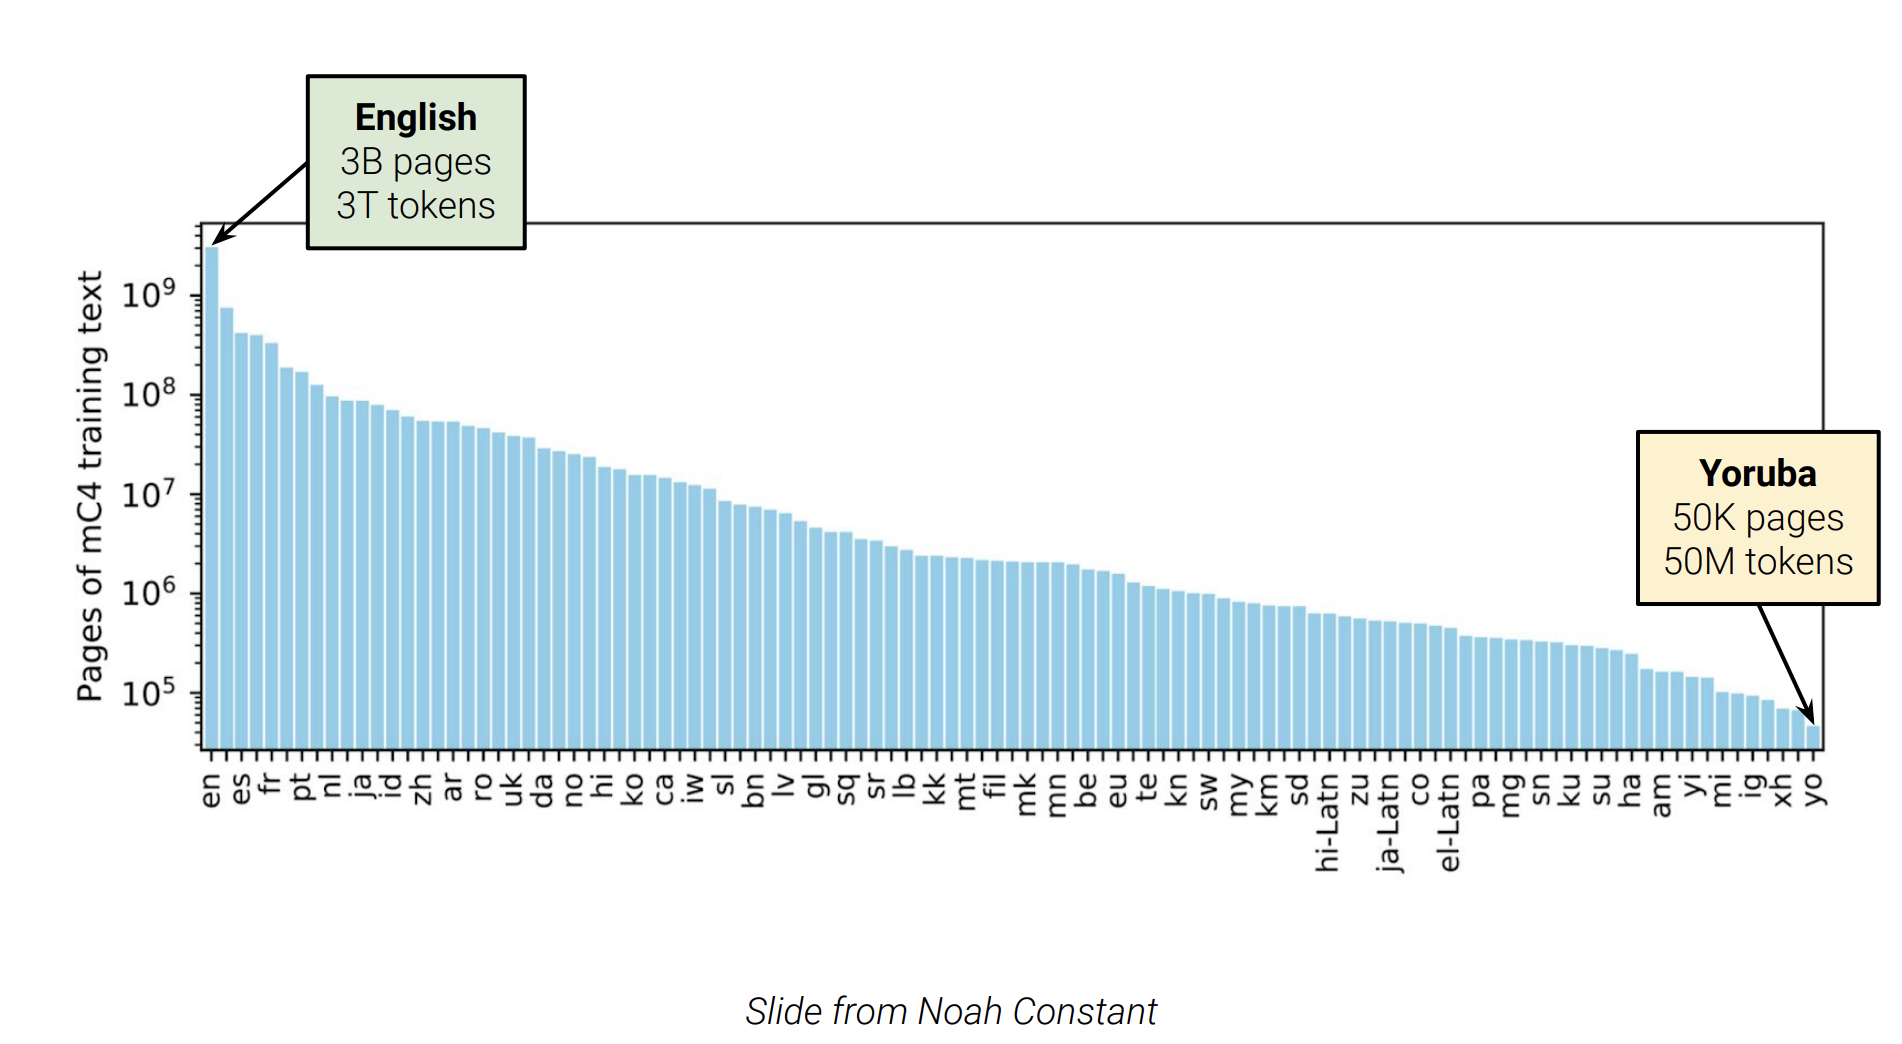 English
3B pages
3T tokens
Pages of mC4 training text
10⁹
10⁸
10⁷
10⁶
10⁵
Yoruba
50K pages
50M tokens
en es fr pt nl ja id zh ar ro uk da no hi ko ca iw sl bn lv gl sq sr lb kk mt fil mk mn be eu te kn sw my km sd hi-Latn zu ja-Latn co el-Latn pa mg sn ku su ha am yi mi ig xh yo
Slide from Noah Constant